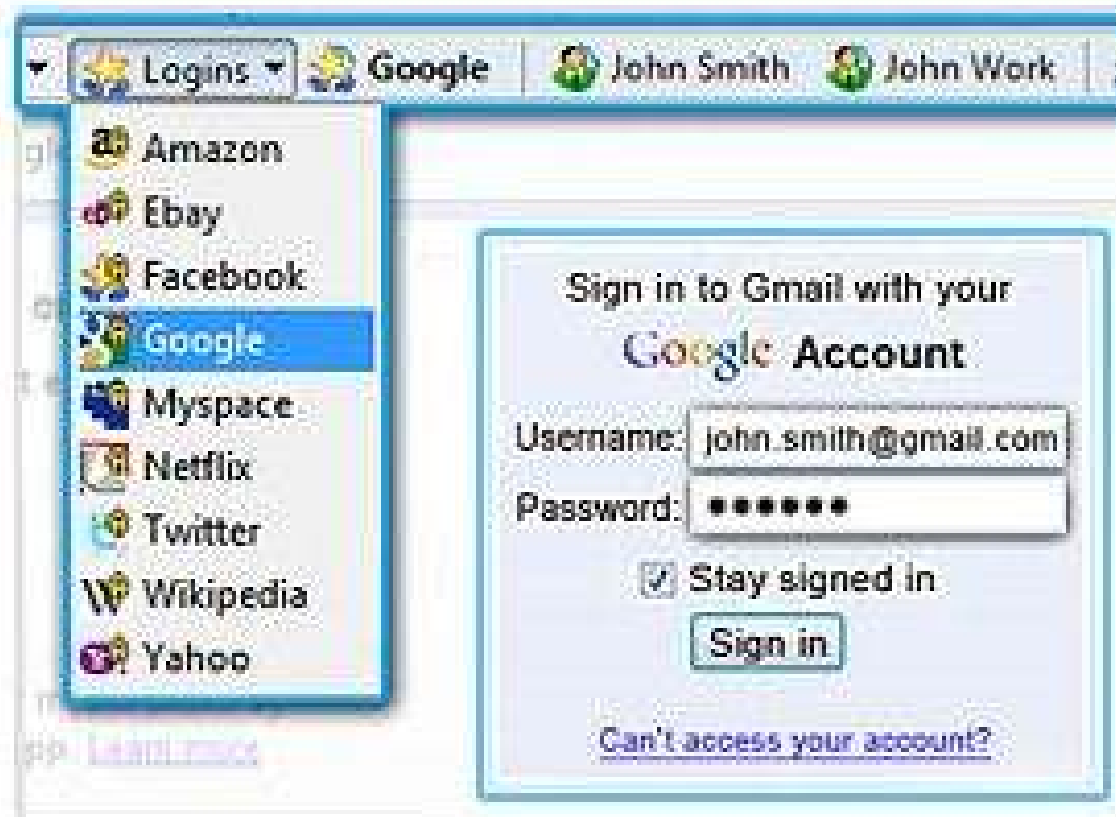 Logins Google John Smith John Work
Amazon
Ebay
Facebook
Google
Myspace
Netflix
Twitter
Wikipedia
Yahoo
Learn more
Sign in to Gmail with your
Google Account
Username: john.smith@gmail.com
Password: ••••••
Stay signed in
Sign in
Can't access your account?